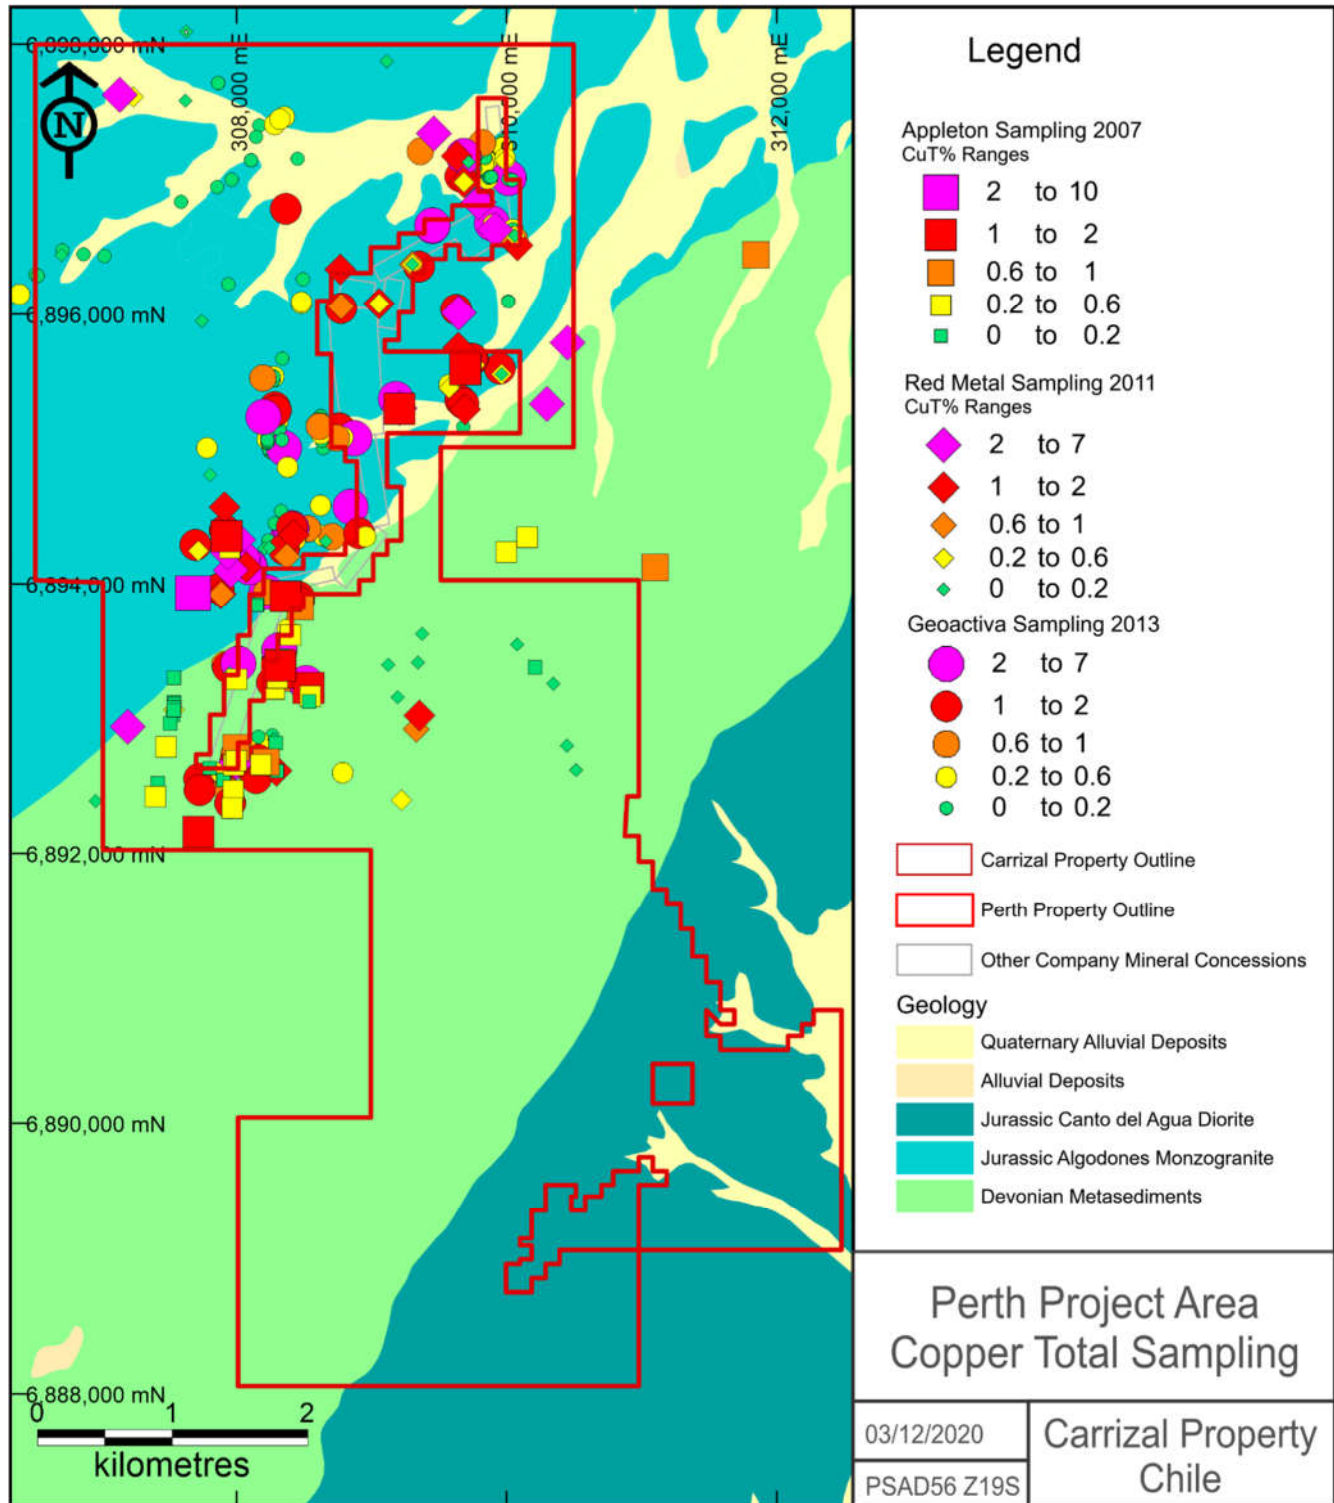 6,898,000 mN
308,000 mE
310,000 mE
312,000 mE
N
6,896,000 mN
6,894,000 mN
6,892,000 mN
6,890,000 mN
6,888,000 mN
0 1 2
kilometres
Legend
Appleton Sampling 2007
CuT% Ranges
2 to 10
1 to 2
0.6 to 1
0.2 to 0.6
0 to 0.2
Red Metal Sampling 2011
CuT% Ranges
2 to 7
1 to 2
0.6 to 1
0.2 to 0.6
0 to 0.2
Geoactiva Sampling 2013
2 to 7
1 to 2
0.6 to 1
0.2 to 0.6
0 to 0.2
Carrizal Property Outline
Perth Property Outline
Other Company Mineral Concessions
Geology
Quaternary Alluvial Deposits
Alluvial Deposits
Jurassic Canto del Agua Diorite
Jurassic Algodones Monzogranite
Devonian Metasediments
Perth Project Area
Copper Total Sampling
03/12/2020
PSAD56 Z19S
Carrizal Property
Chile